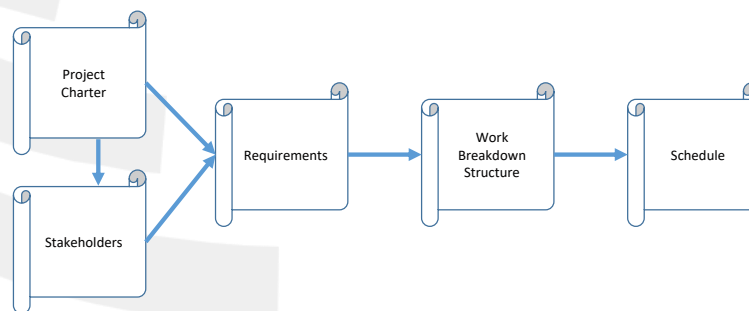 Project
Charter
Stakeholders
Requirements
Work
Breakdown
Structure
Schedule